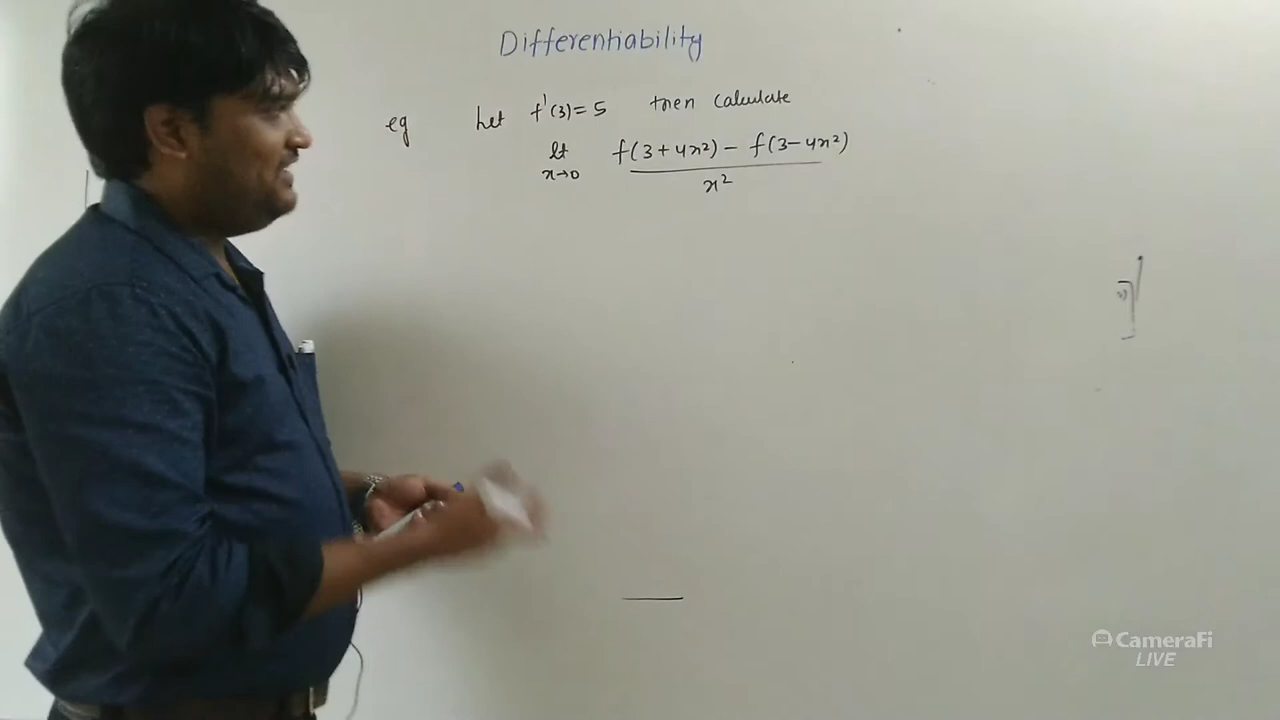 Differentiability
eg Let f'(3) = 5 then calculate
lt x→0 f(3+4x²) - f(3-4x²)
x²
CameraFi
LIVE